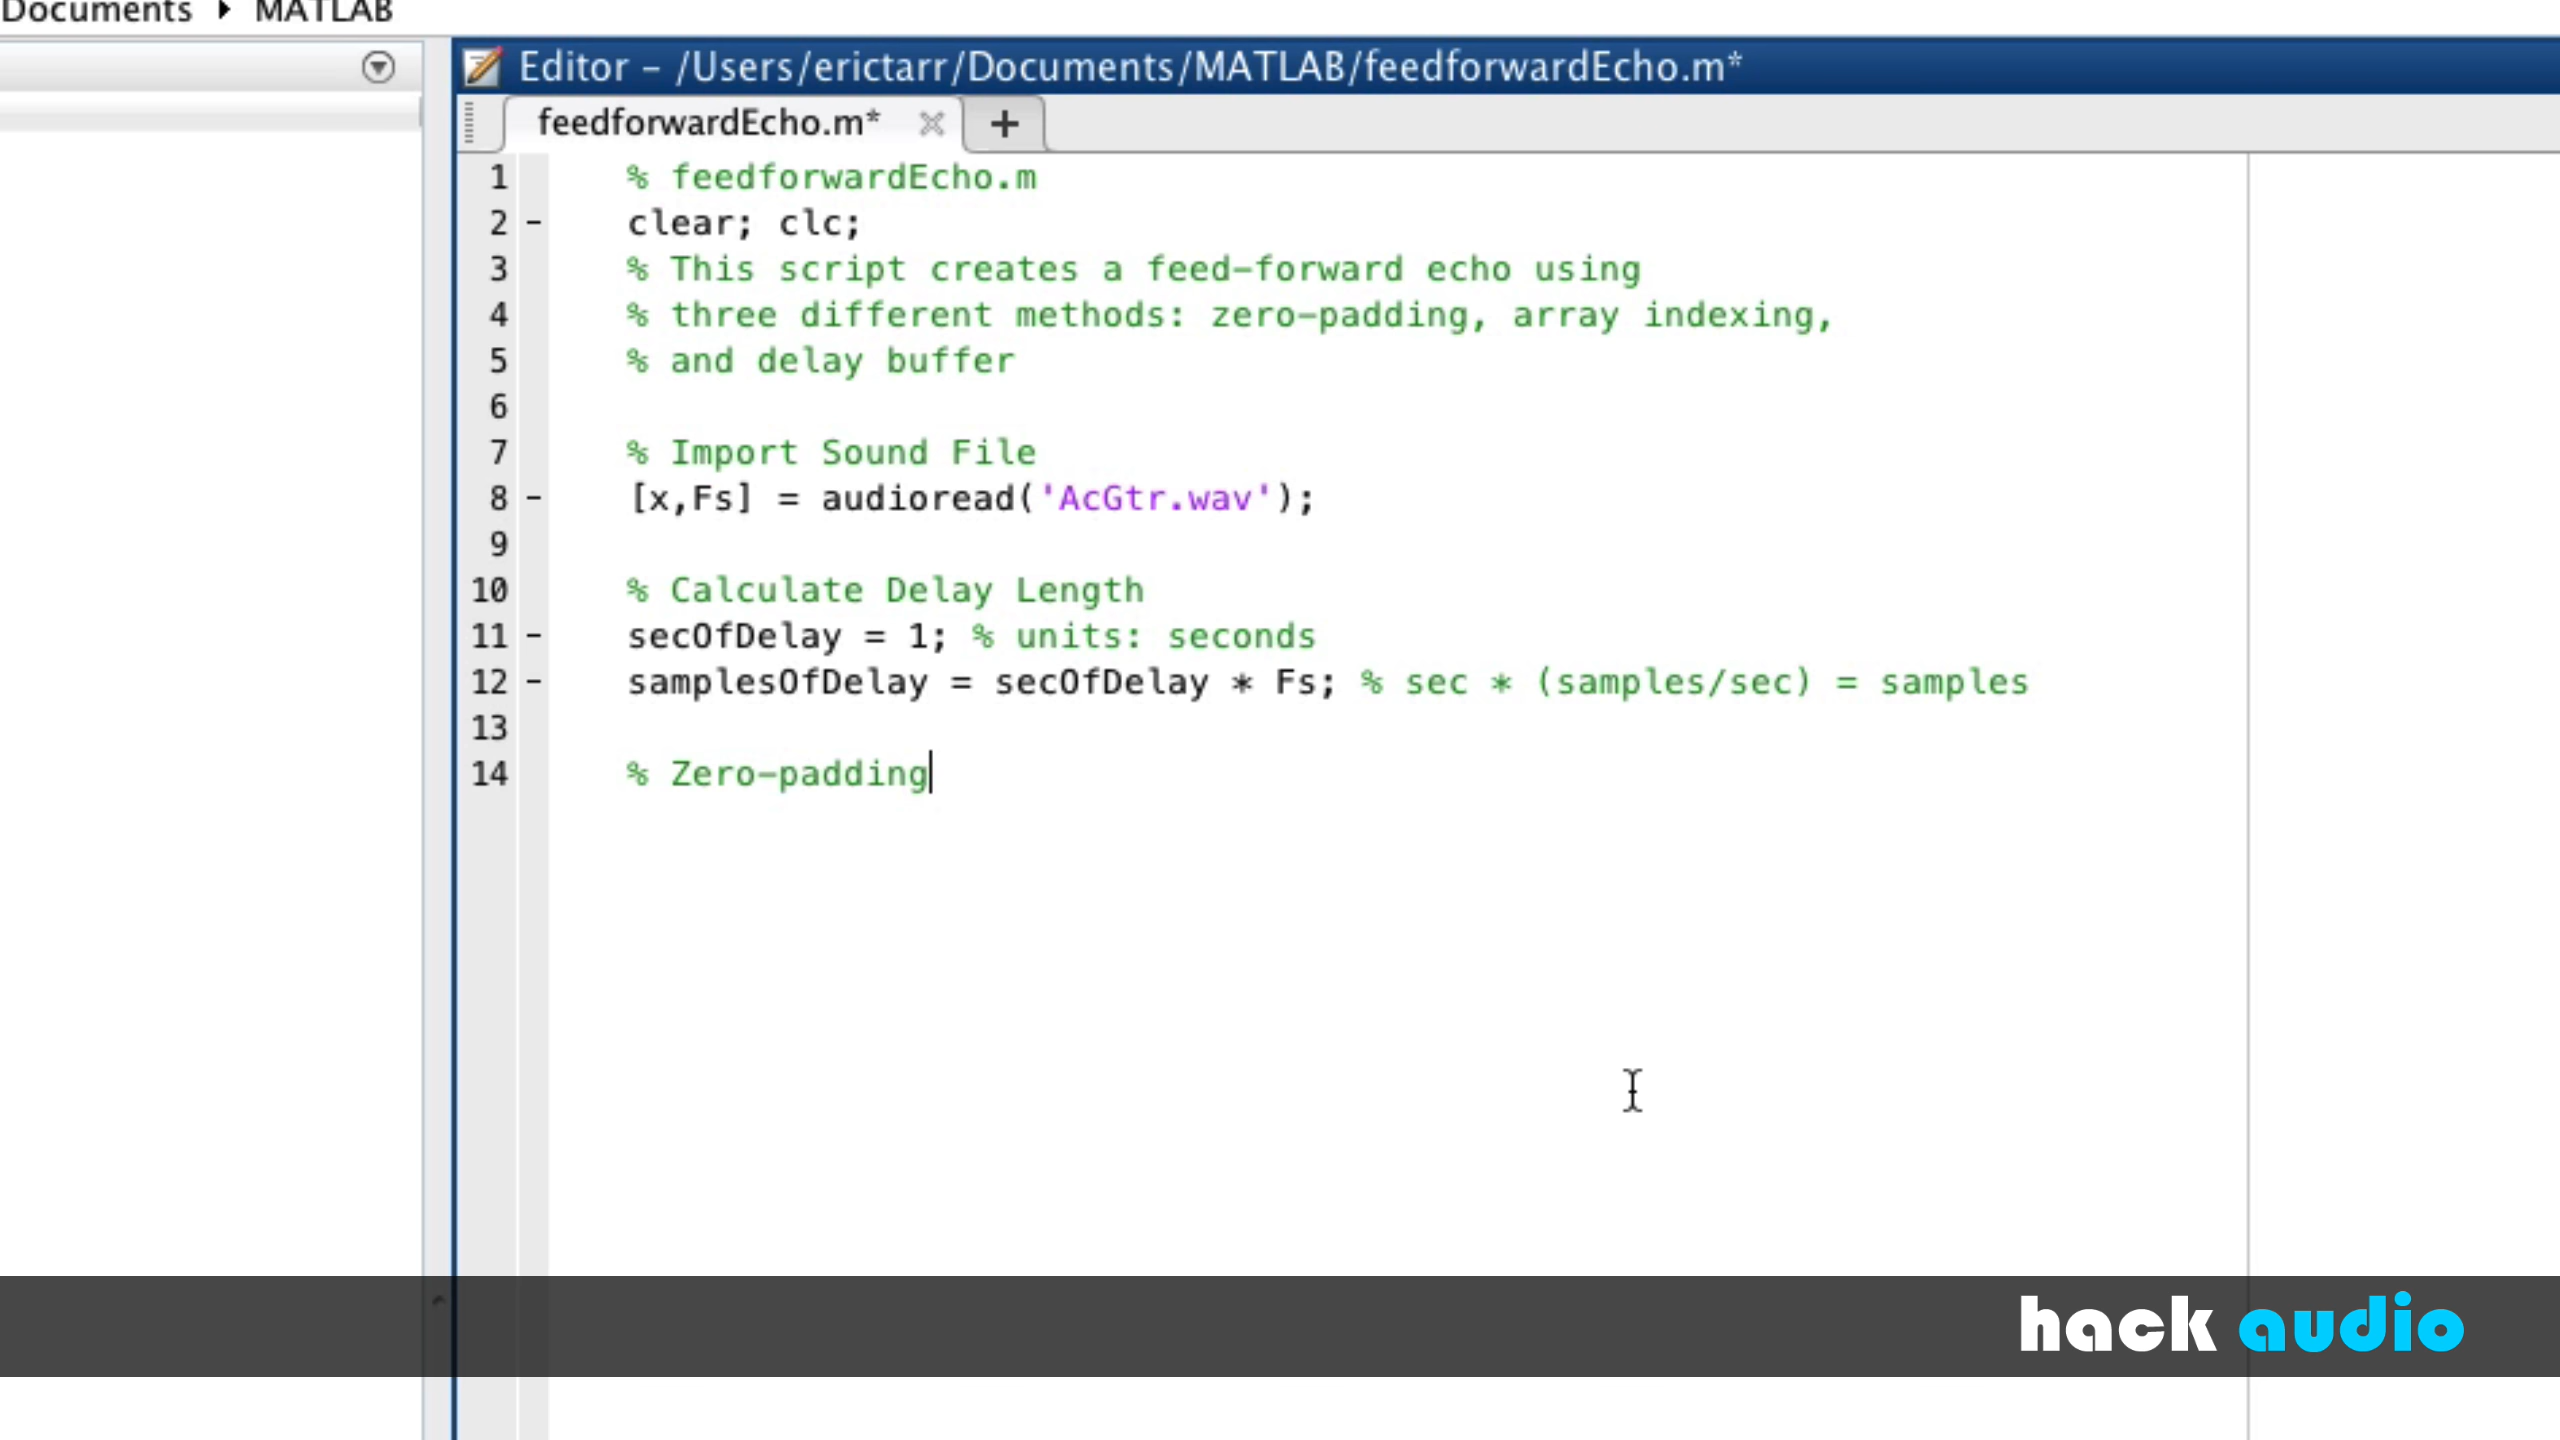 Documents ▸ MATLAB
Editor – /Users/erictarr/Documents/MATLAB/feedforwardEcho.m*
feedforwardEcho.m* × +
1 % feedforwardEcho.m
2 – clear; clc;
3 % This script creates a feed-forward echo using
4 % three different methods: zero-padding, array indexing,
5 % and delay buffer
6
7 % Import Sound File
8 – [x,Fs] = audioread('AcGtr.wav');
9
10 % Calculate Delay Length
11 – secOfDelay = 1; % units: seconds
12 – samplesOfDelay = secOfDelay * Fs; % sec * (samples/sec) = samples
13
14 % Zero-padding
hack audio